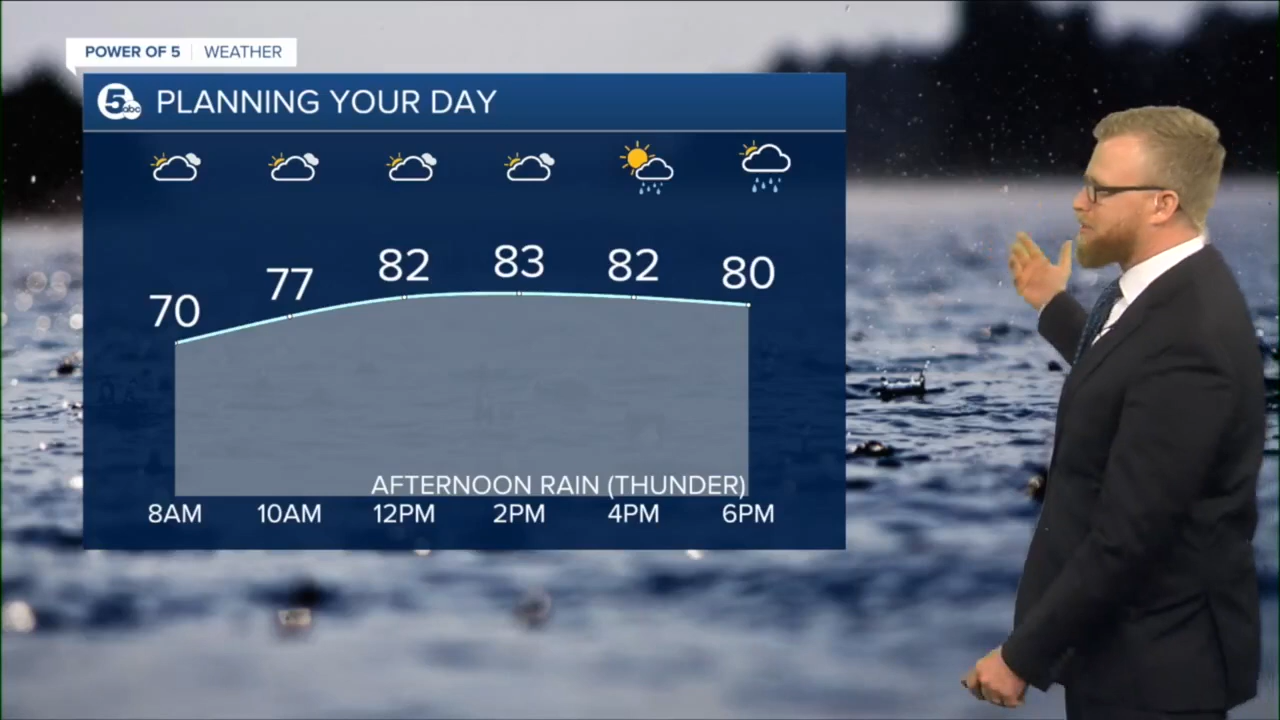 POWER OF 5 | WEATHER
5 abc PLANNING YOUR DAY
70 77 82 83 82 80
AFTERNOON RAIN (THUNDER)
8AM 10AM 12PM 2PM 4PM 6PM